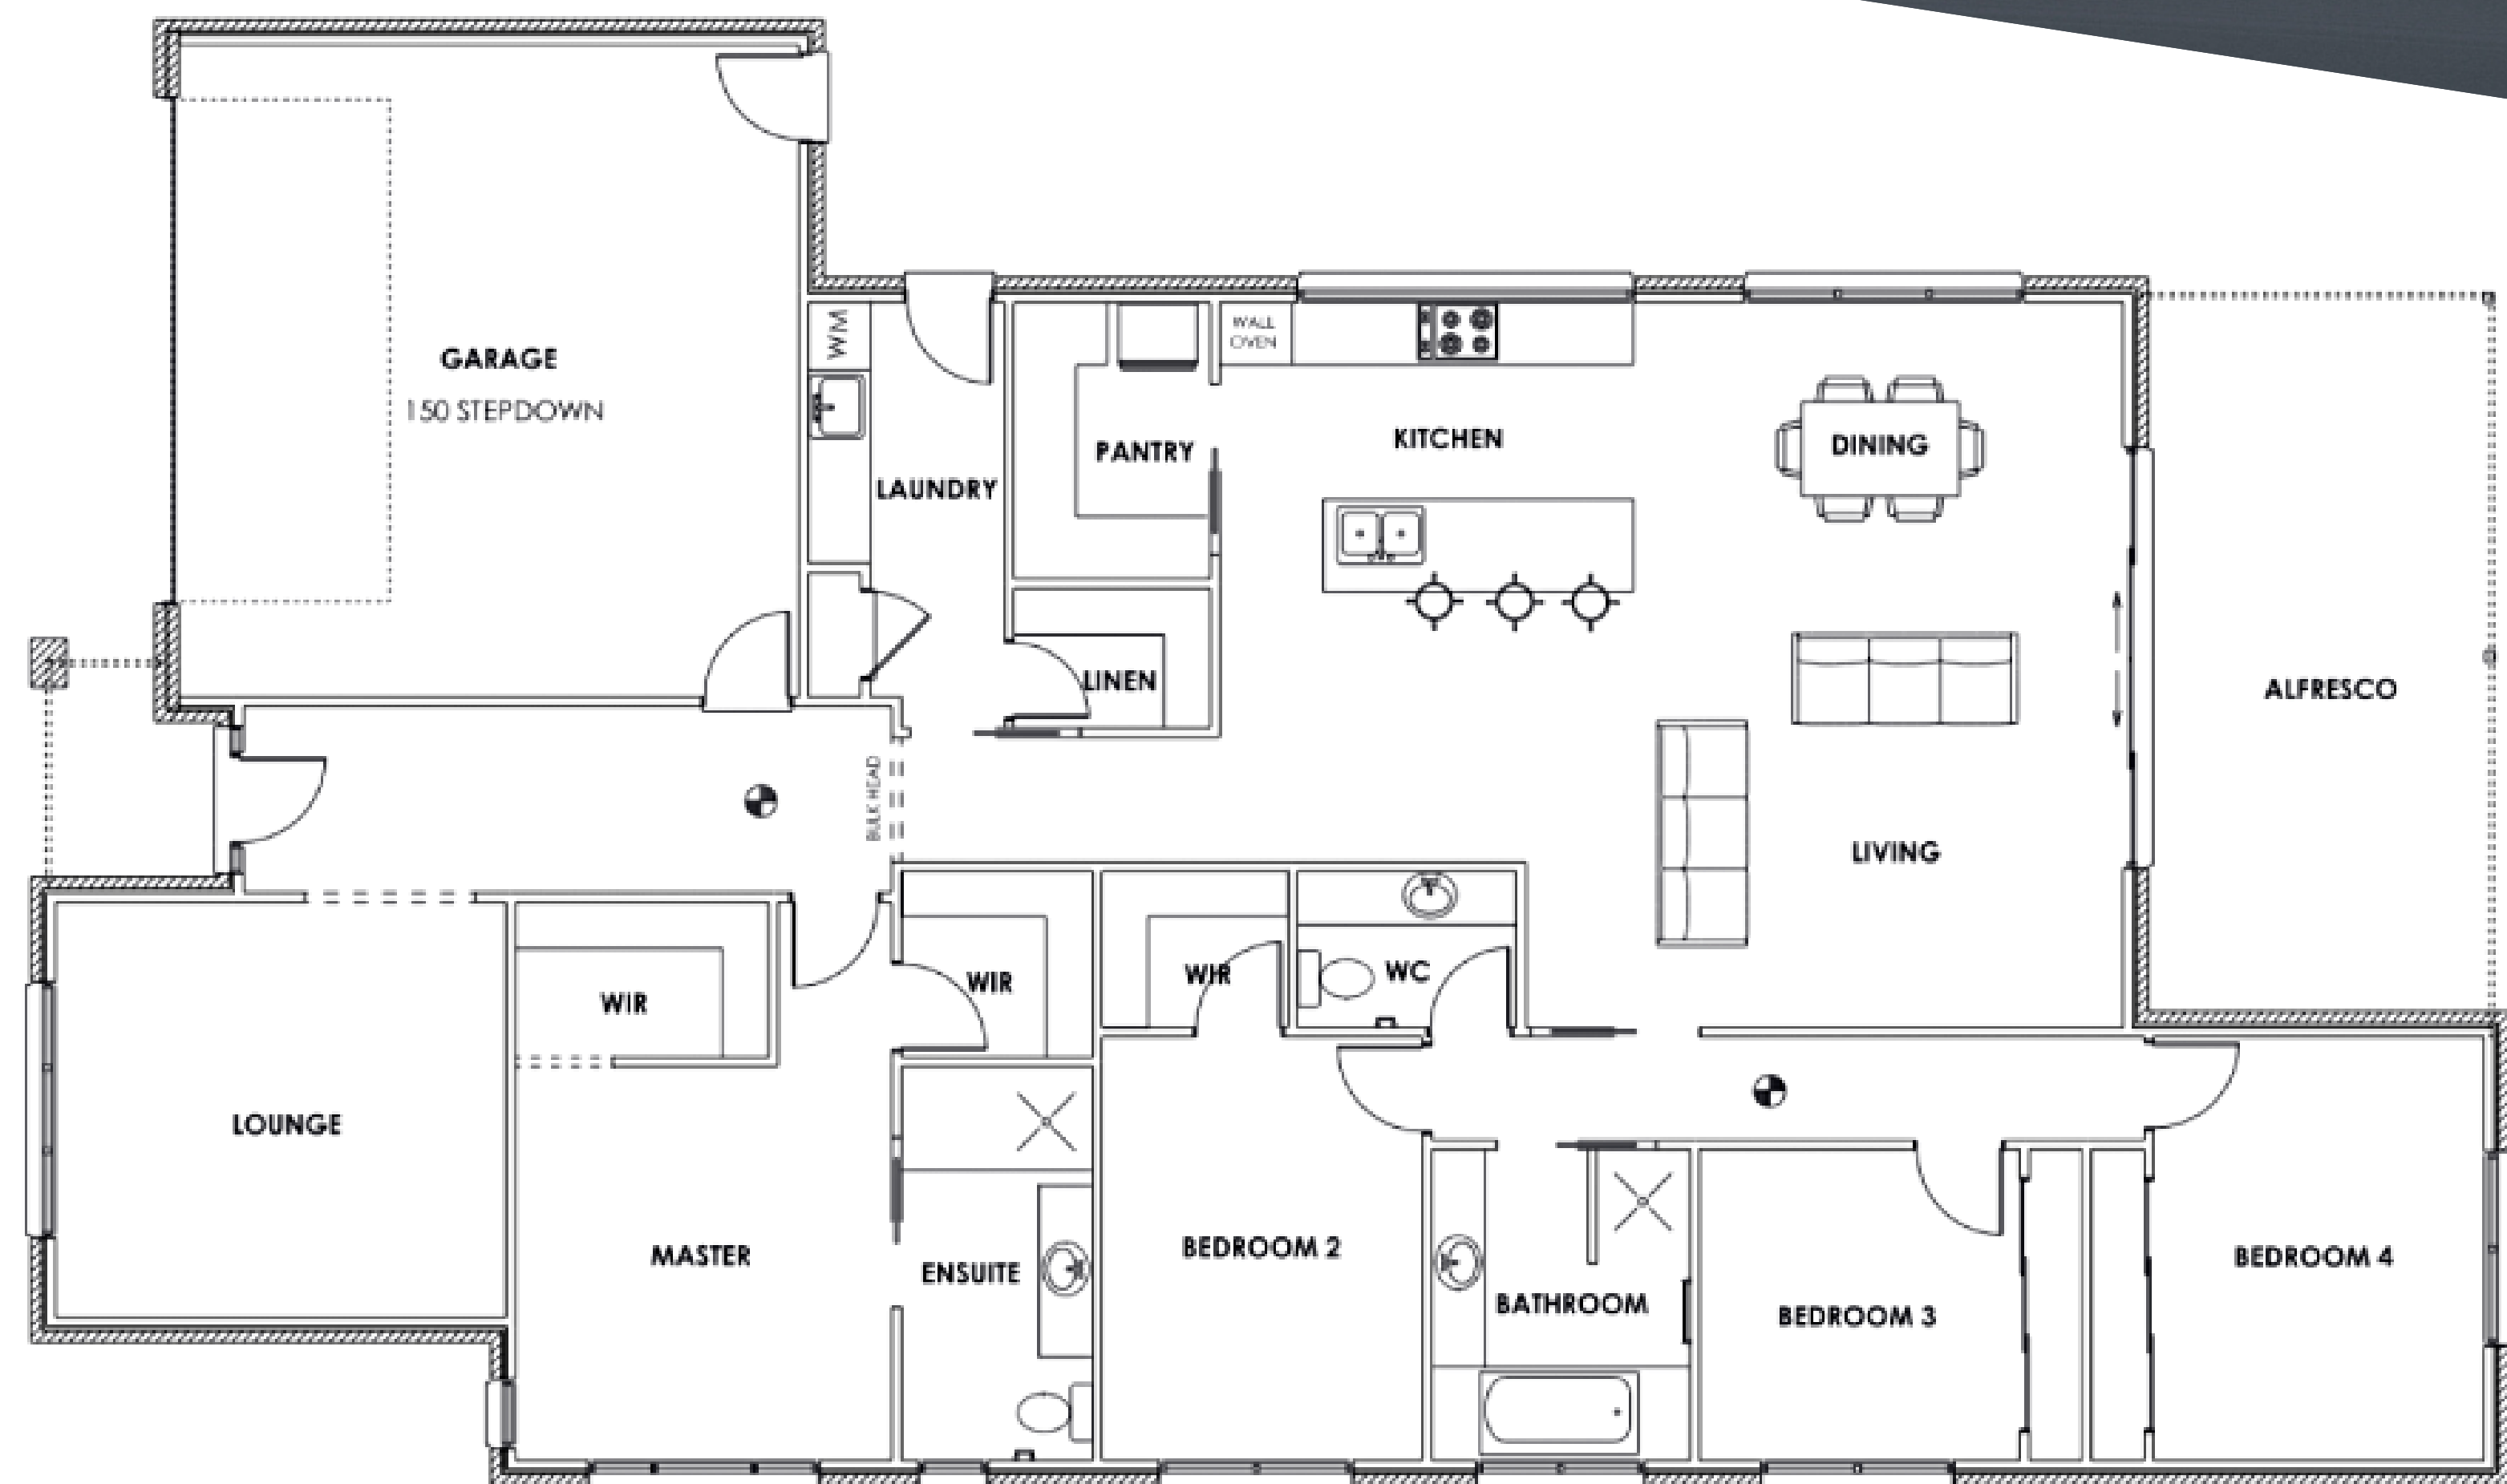 GARAGE
150 STEPDOWN
WM
LAUNDRY
PANTRY
WALL
OVEN
KITCHEN
DINING
LINEN
ALFRESCO
BULK HEAD
LIVING
WIR
WIR
WIR
WC
LOUNGE
MASTER
ENSUITE
BEDROOM 2
BATHROOM
BEDROOM 3
BEDROOM 4